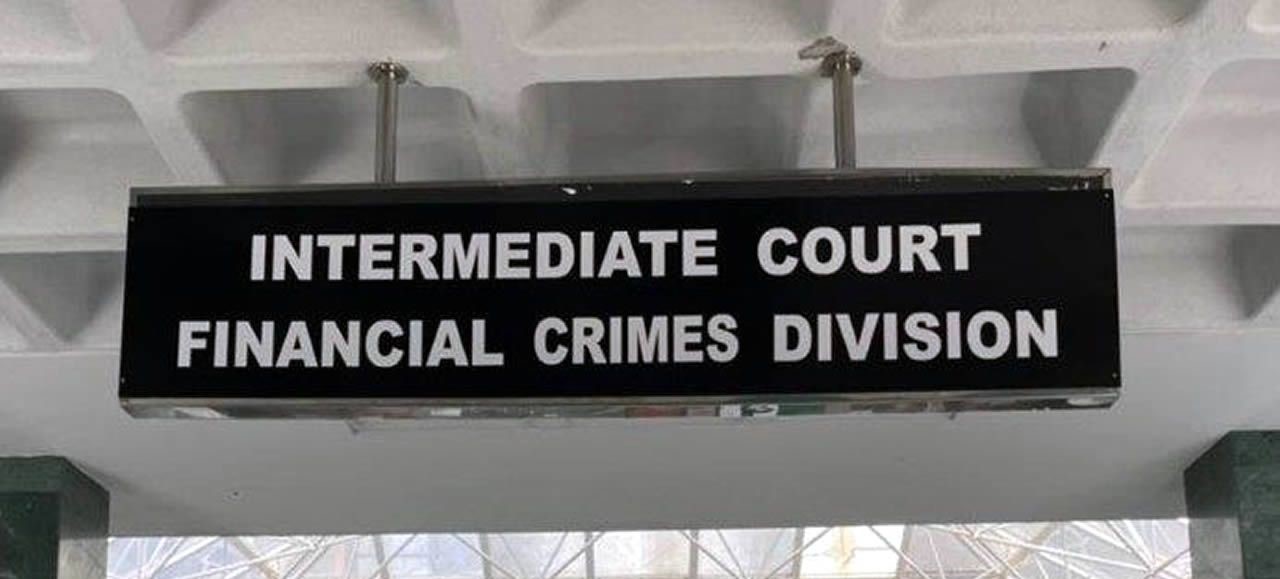 INTERMEDIATE COURT
FINANCIAL CRIMES DIVISION